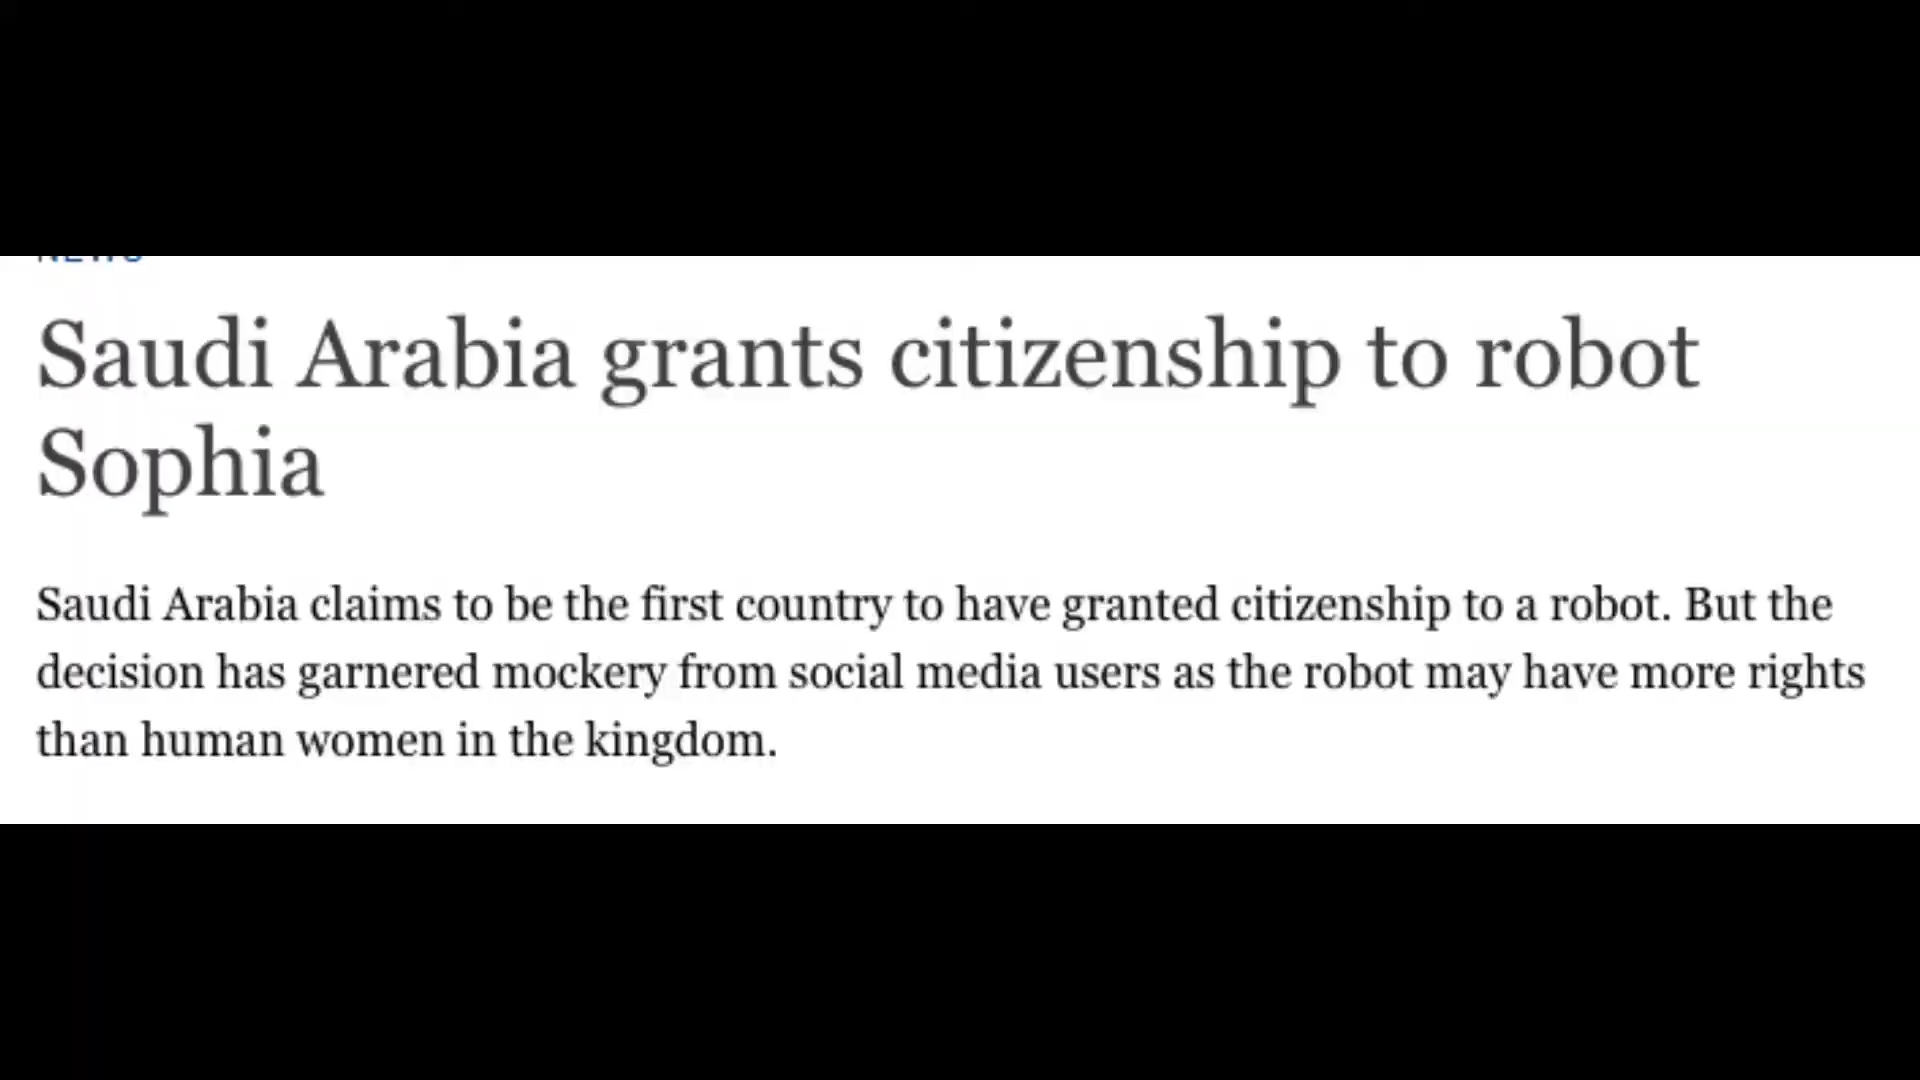 NEWS
Saudi Arabia grants citizenship to robot
Sophia
Saudi Arabia claims to be the first country to have granted citizenship to a robot. But the
decision has garnered mockery from social media users as the robot may have more rights
than human women in the kingdom.